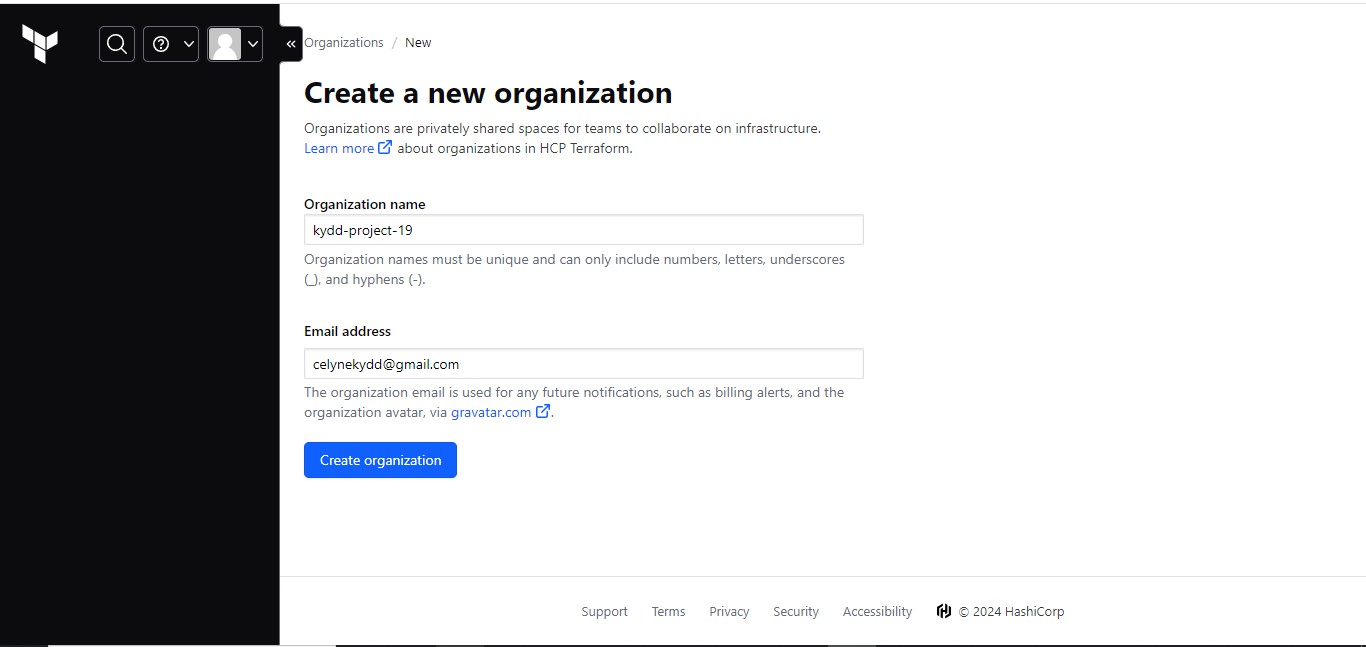 « Organizations / New
Create a new organization
Organizations are privately shared spaces for teams to collaborate on infrastructure.
Learn more about organizations in HCP Terraform.
Organization name
kydd-project-19
Organization names must be unique and can only include numbers, letters, underscores
(_), and hyphens (-).
Email address
celynekydd@gmail.com
The organization email is used for any future notifications, such as billing alerts, and the
organization avatar, via gravatar.com .
Create organization
Support Terms Privacy Security Accessibility © 2024 HashiCorp